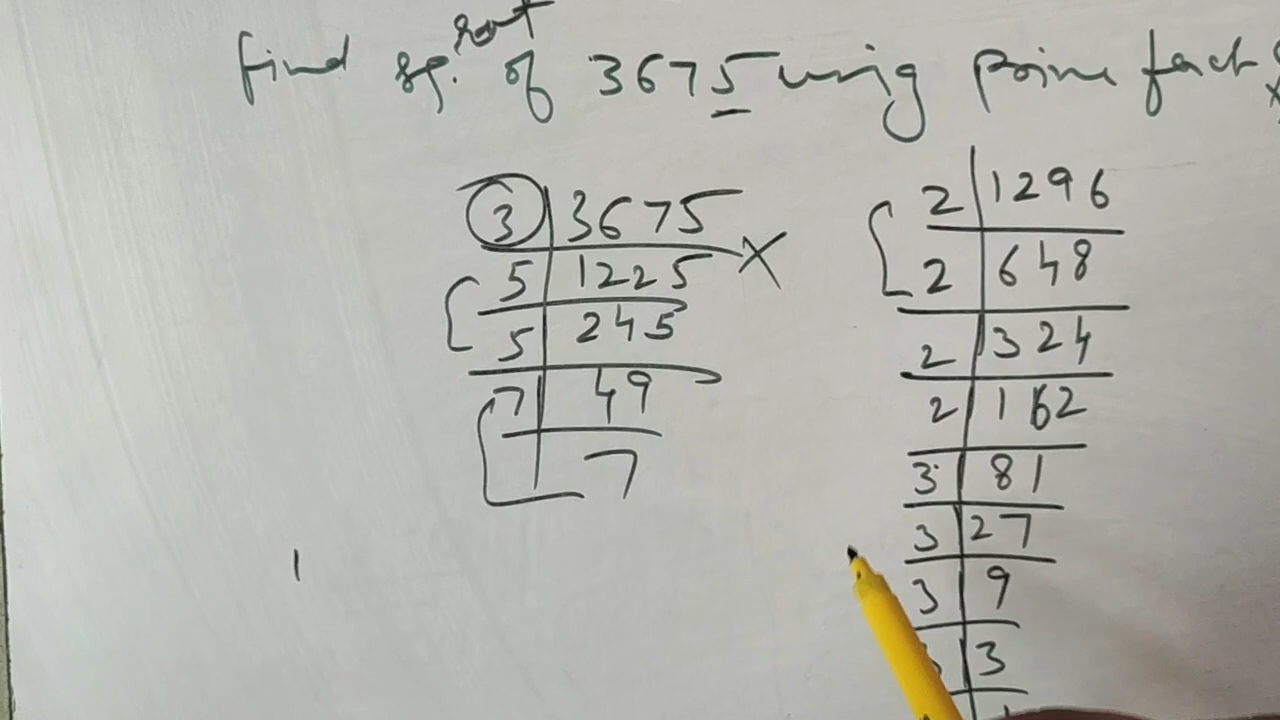 find sq. root of 3675 using prime fact
3 | 3675
5 | 1225
5 | 245
7 | 49
7
2 | 1296
2 | 648
2 | 324
2 | 162
3 | 81
3 | 27
3 | 9
3
1